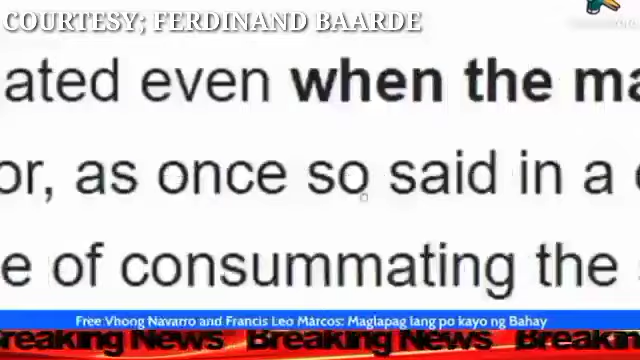 COURTESY; FERDINAND BAARDE
ated even when the ma
or, as once so said in a
e of consummating the
Free Vhong Navarro and Francis Leo Marcos: Maglapag lang po kayo ng Bahay
Breaking News Breaking News Breakin